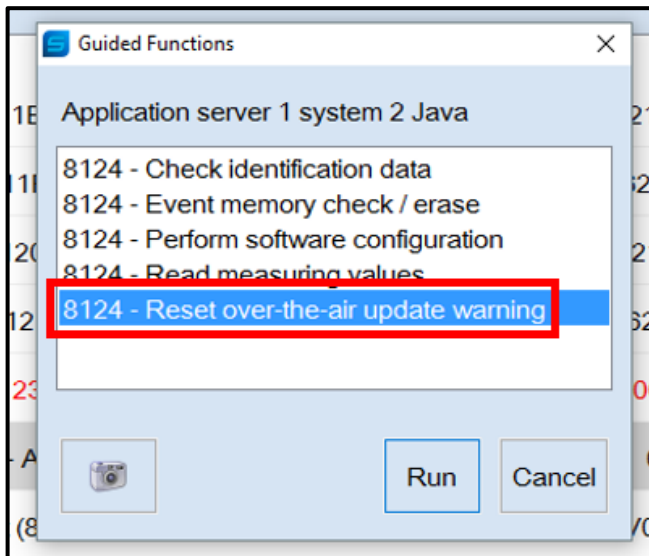 Guided Functions
Application server 1 system 2 Java
8124 - Check identification data
8124 - Event memory check / erase
8124 - Perform software configuration
8124 - Read measuring values
8124 - Reset over-the-air update warning
Run
Cancel